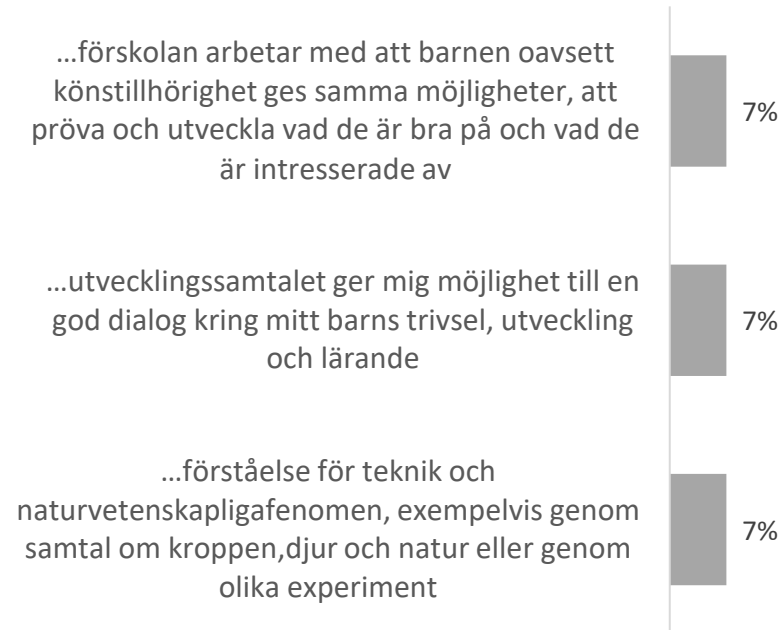 …förskolan arbetar med att barnen oavsett
könstillhörighet ges samma möjligheter, att
pröva och utveckla vad de är bra på och vad de
är intresserade av
7%
…utvecklingssamtalet ger mig möjlighet till en
god dialog kring mitt barns trivsel, utveckling
och lärande
7%
…förståelse för teknik och
naturvetenskapligafenomen, exempelvis genom
samtal om kroppen,djur och natur eller genom
olika experiment
7%